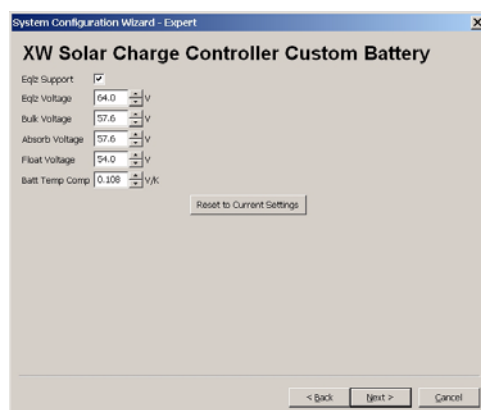 System Configuration Wizard - Expert
XW Solar Charge Controller Custom Battery
Eqlz Support
Eqlz Voltage 64.0 V
Bulk Voltage 57.6 V
Absorb Voltage 57.6 V
Float Voltage 54.0 V
Batt Temp Comp 0.108 V/K
Reset to Current Settings
< Back Next > Cancel